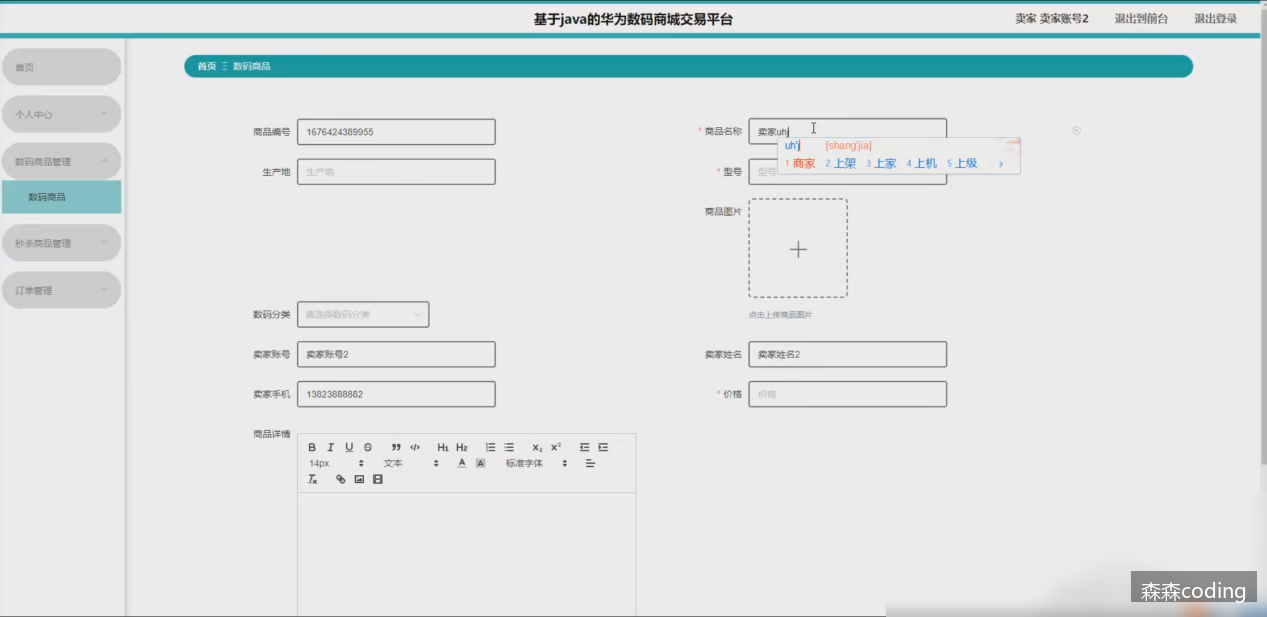 基于java的华为数码商城交易平台
卖家 卖家账号2 退出到前台 退出登录
首页
个人中心
数码商品管理
数码商品
秒杀商品管理
订单管理
首页 Ξ 数码商品
商品编号 1676424389955
* 商品名称 卖家uhj
uh'j [shang'jia]
1 商家 2 上架 3 上家 4 上机 5 上级 >
生产地 生产地
* 型号 型号
商品图片
点击上传商品图片
数码分类 请选择数码分类
卖家账号 卖家账号2
卖家姓名 卖家姓名2
卖家手机 13823888882
* 价格 价格
商品详情
B I U S ” </> H1 H2 X₂ X²
14px 文本 A A 标准字体
Tx
森森coding